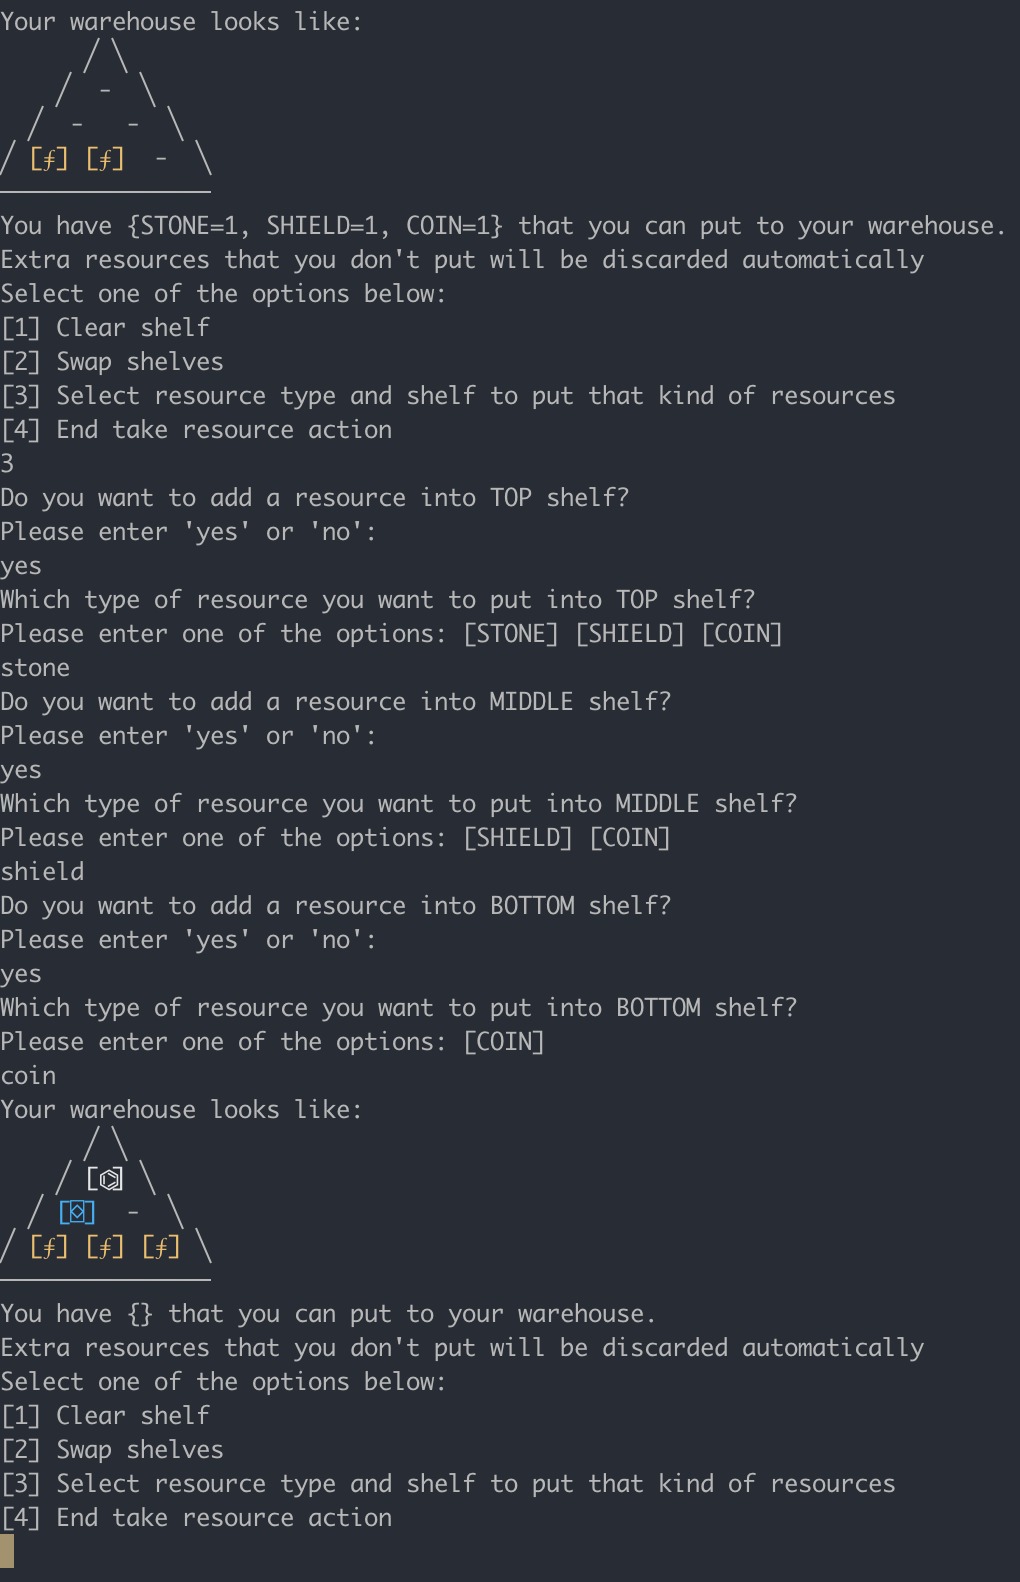 Your warehouse looks like:
/ \
/ - \
/ - - \
/ [ƒ] [ƒ] - \
You have {STONE=1, SHIELD=1, COIN=1} that you can put to your warehouse.
Extra resources that you don't put will be discarded automatically
Select one of the options below:
[1] Clear shelf
[2] Swap shelves
[3] Select resource type and shelf to put that kind of resources
[4] End take resource action
3
Do you want to add a resource into TOP shelf?
Please enter 'yes' or 'no':
yes
Which type of resource you want to put into TOP shelf?
Please enter one of the options: [STONE] [SHIELD] [COIN]
stone
Do you want to add a resource into MIDDLE shelf?
Please enter 'yes' or 'no':
yes
Which type of resource you want to put into MIDDLE shelf?
Please enter one of the options: [SHIELD] [COIN]
shield
Do you want to add a resource into BOTTOM shelf?
Please enter 'yes' or 'no':
yes
Which type of resource you want to put into BOTTOM shelf?
Please enter one of the options: [COIN]
coin
Your warehouse looks like:
/ \
/ [⌬] \
/ [⌺] - \
/ [ƒ] [ƒ] [ƒ] \
You have {} that you can put to your warehouse.
Extra resources that you don't put will be discarded automatically
Select one of the options below:
[1] Clear shelf
[2] Swap shelves
[3] Select resource type and shelf to put that kind of resources
[4] End take resource action